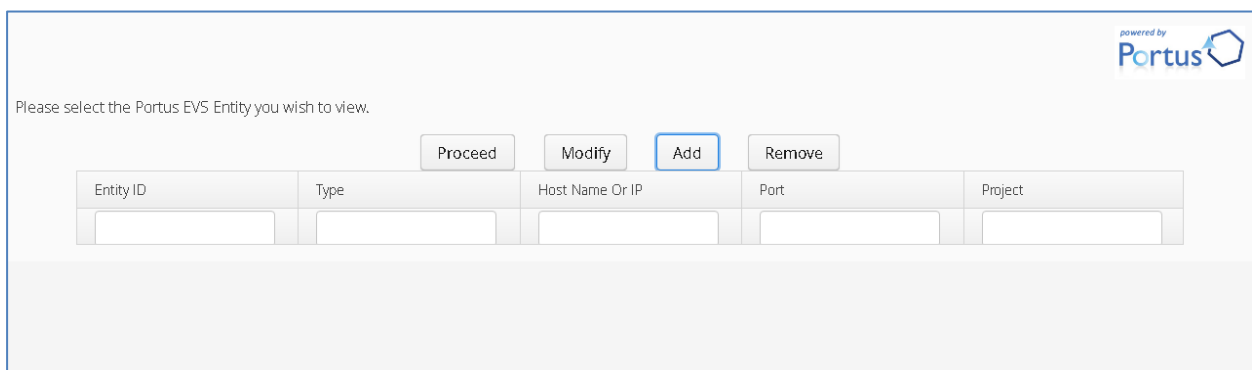 powered by
Portus
Please select the Portus EVS Entity you wish to view.
Proceed Modify Add Remove
Entity ID Type Host Name Or IP Port Project